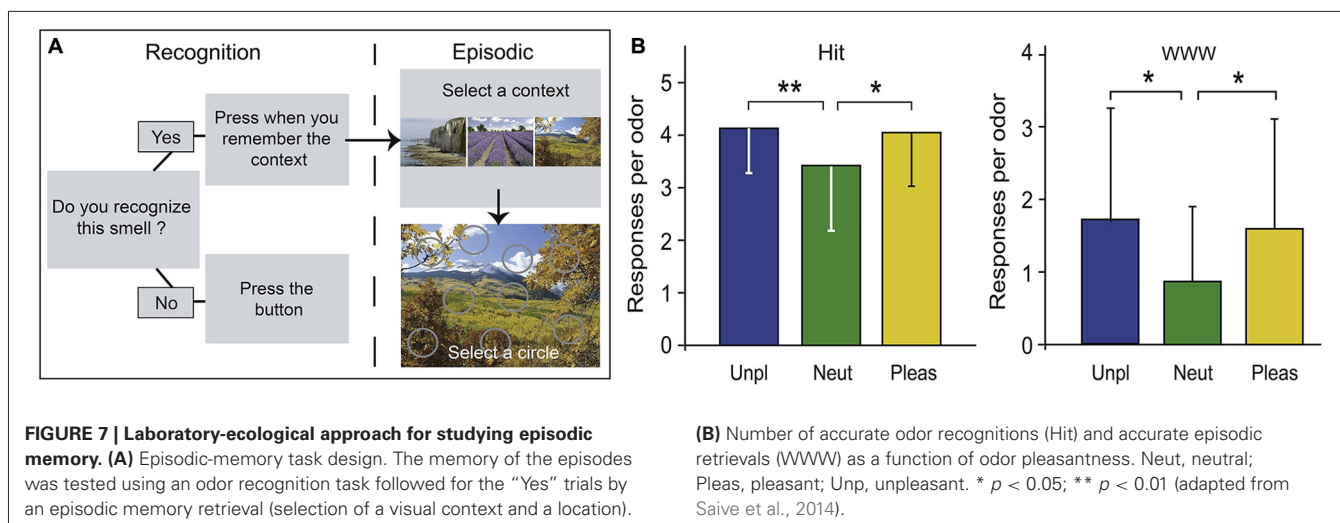 A
Recognition
Episodic
Do you recognize
this smell ?
Yes
Press when you
remember the
context
No
Press the
button
Select a context
Select a circle
B
Hit
Responses per odor
5
4
3
2
1
0
**
*
Unpl Neut Pleas
WWW
Responses per odor
4
3
2
1
0
*
*
Unpl Neut Pleas
FIGURE 7 | Laboratory-ecological approach for studying episodic
memory. (A) Episodic-memory task design. The memory of the episodes
was tested using an odor recognition task followed for the “Yes” trials by
an episodic memory retrieval (selection of a visual context and a location).
(B) Number of accurate odor recognitions (Hit) and accurate episodic
retrievals (WWW) as a function of odor pleasantness. Neut, neutral;
Pleas, pleasant; Unp, unpleasant. * p < 0.05; ** p < 0.01 (adapted from
Saive et al., 2014).